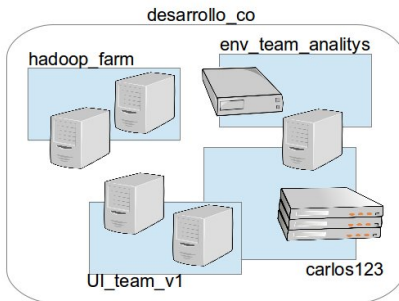 desarrollo_co
hadoop_farm
env_team_analitys
UI_team_v1
carlos123